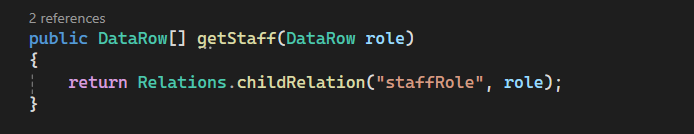 2 references
public DataRow[] getStaff(DataRow role)
{
return Relations.childRelation("staffRole", role);
}